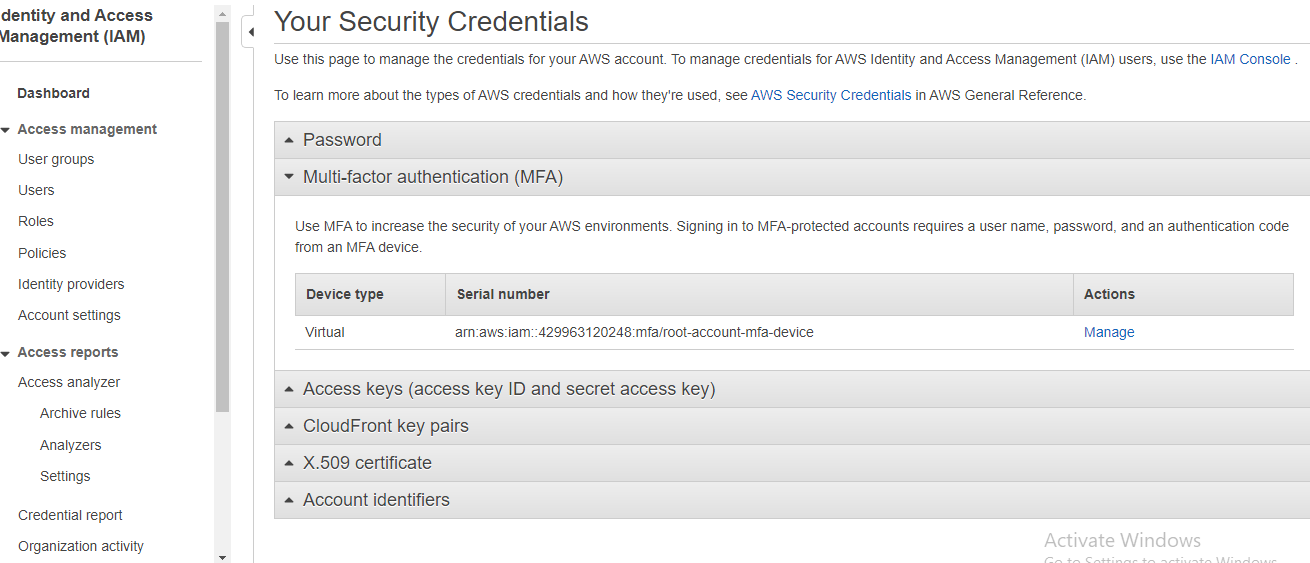 dentity and Access
Management (IAM)
Dashboard
Access management
User groups
Users
Roles
Policies
Identity providers
Account settings
Access reports
Access analyzer
Archive rules
Analyzers
Settings
Credential report
Organization activity
Your Security Credentials
Use this page to manage the credentials for your AWS account. To manage credentials for AWS Identity and Access Management (IAM) users, use the IAM Console .
To learn more about the types of AWS credentials and how they're used, see AWS Security Credentials in AWS General Reference.
Password
Multi-factor authentication (MFA)
Use MFA to increase the security of your AWS environments. Signing in to MFA-protected accounts requires a user name, password, and an authentication code
from an MFA device.
Device type Serial number Actions
Virtual arn:aws:iam::429963120248:mfa/root-account-mfa-device Manage
Access keys (access key ID and secret access key)
CloudFront key pairs
X.509 certificate
Account identifiers
Activate Windows
Go to Settings to activate Windows.